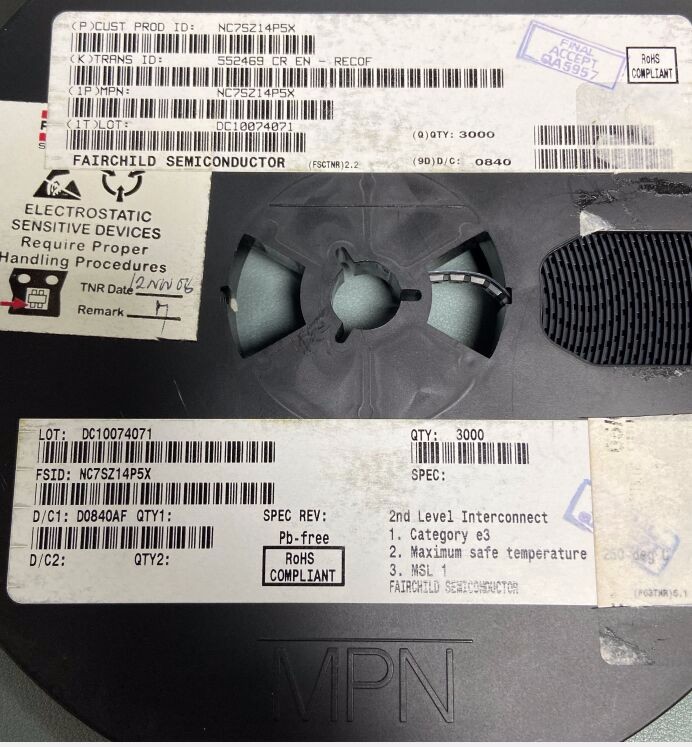 (P)CUST PROD ID: NC7SZ14P5X
(K)TRANS ID: 552469 CR EN - RECOF
(1P)MPN: NC7SZ14P5X
(1T)LOT: DC10074071
(Q)QTY: 3000
FAIRCHILD SEMICONDUCTOR (FSCTNR)2.2 (9D)D/C: 0840
FINAL
ACCEPT
QA5957
RoHS
COMPLIANT
ELECTROSTATIC
SENSITIVE DEVICES
Require Proper
Handling Procedures
TNR Date
Remark
LOT: DC10074071
QTY: 3000
FSID: NC7SZ14P5X
SPEC:
D/C1: D0840AF QTY1:
SPEC REV:
D/C2: QTY2:
Pb-free
RoHS
COMPLIANT
2nd Level Interconnect
1. Category e3
2. Maximum safe temperature 260 deg C
3. MSL 1
FAIRCHILD SEMICONDUCTOR
MPN